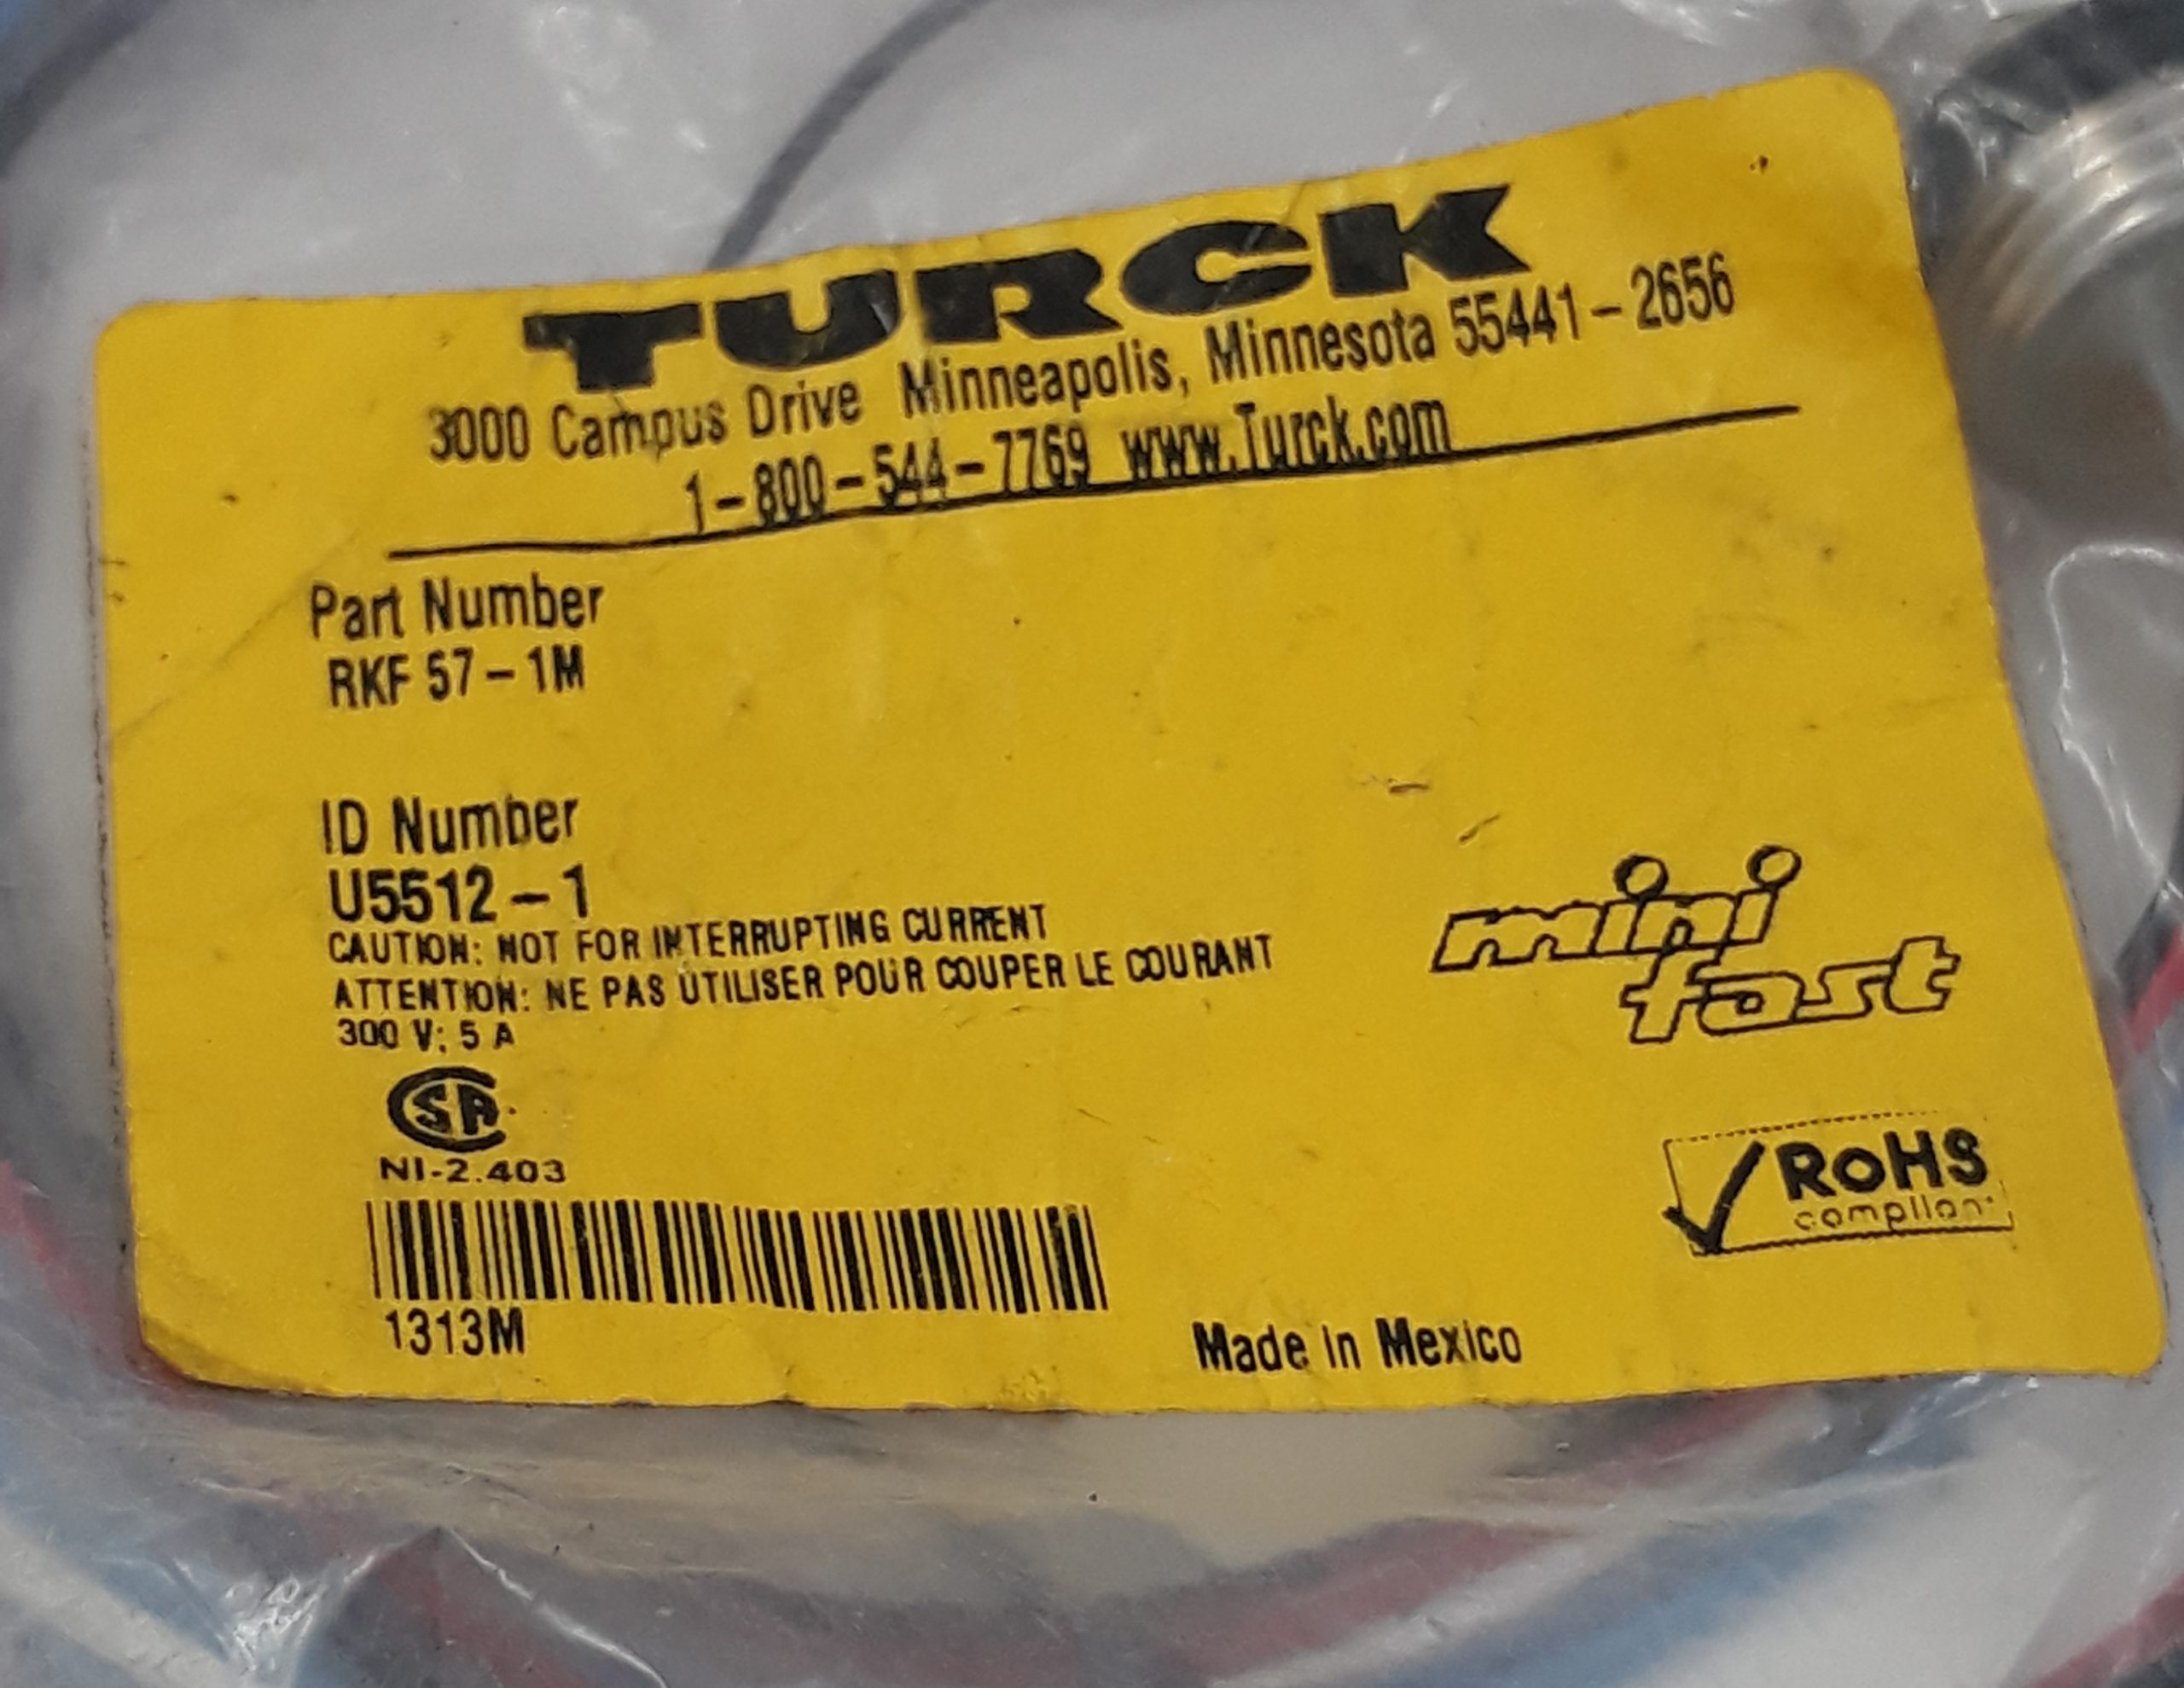 TURCK
3000 Campus Drive Minneapolis, Minnesota 55441-2656
1-800-544-7769 www.Turck.com
Part Number
RKF 57-1M
ID Number
U5512-1
CAUTION: NOT FOR INTERRUPTING CURRENT
ATTENTION: NE PAS UTILISER POUR COUPER LE COURANT
300 V; 5 A
mini
fast
CSA
NI-2.403
RoHS
compliant
1313M
Made in Mexico